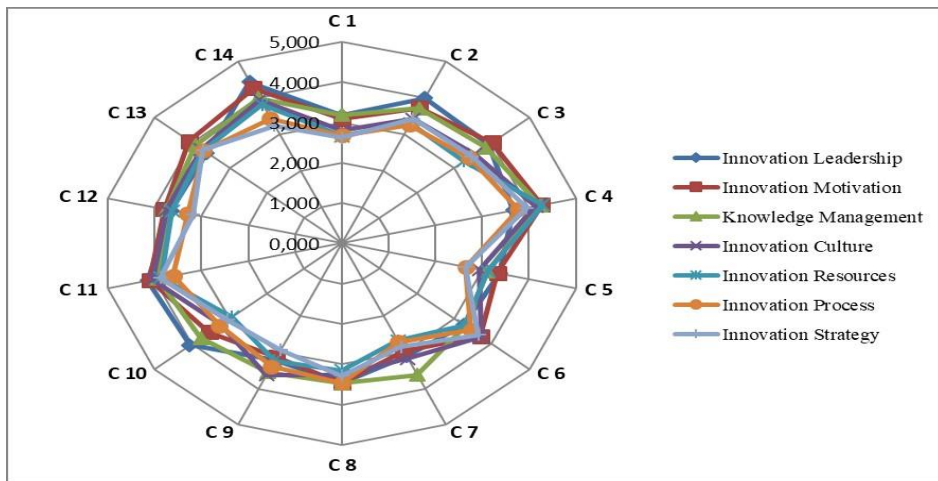 C 1
C 2
C 3
C 4
C 5
C 6
C 7
C 8
C 9
C 10
C 11
C 12
C 13
C 14
5,000
4,000
3,000
2,000
1,000
0,000
Innovation Leadership
Innovation Motivation
Knowledge Management
Innovation Culture
Innovation Resources
Innovation Process
Innovation Strategy